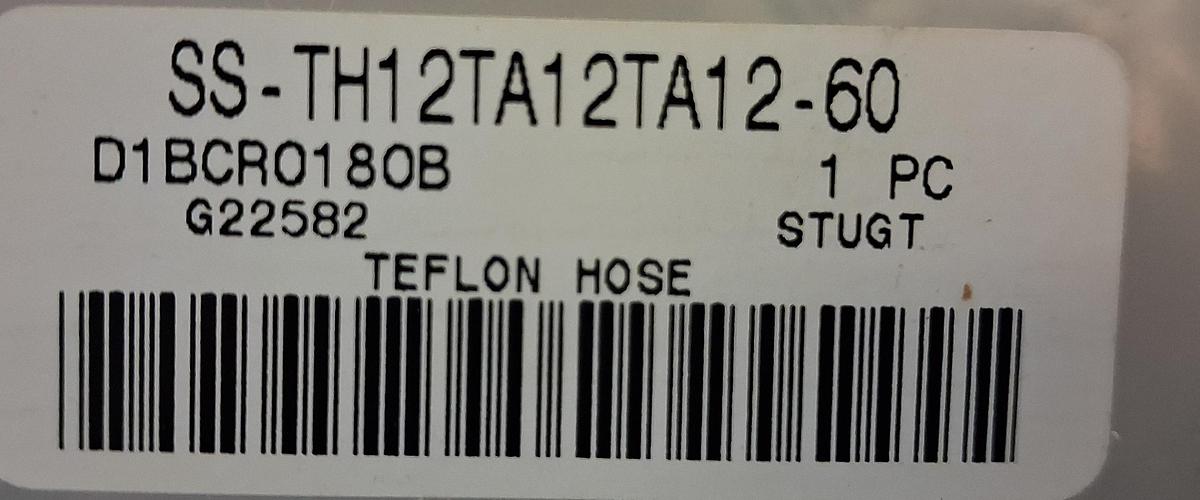 SS-TH12TA12TA12-60
D1BCR0180B 1 PC
G22582 STUGT
TEFLON HOSE